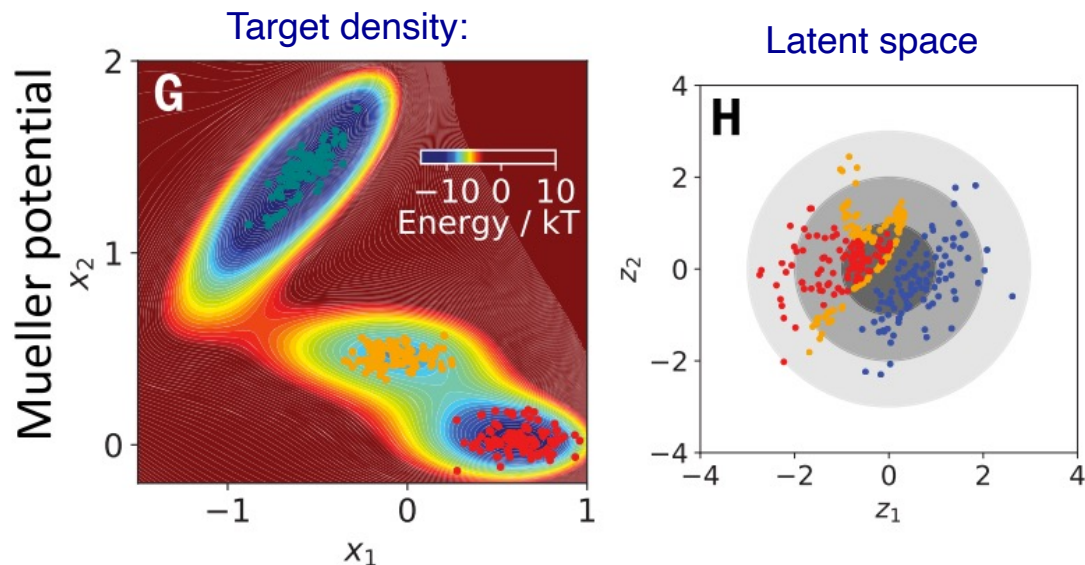 Target density:
Latent space
Mueller potential
G
2
1
0
x₂
−10 0 10
Energy / kT
−1 0 1
x₁
H
4
2
0
−2
−4
z₂
−4 −2 0 2 4
z₁